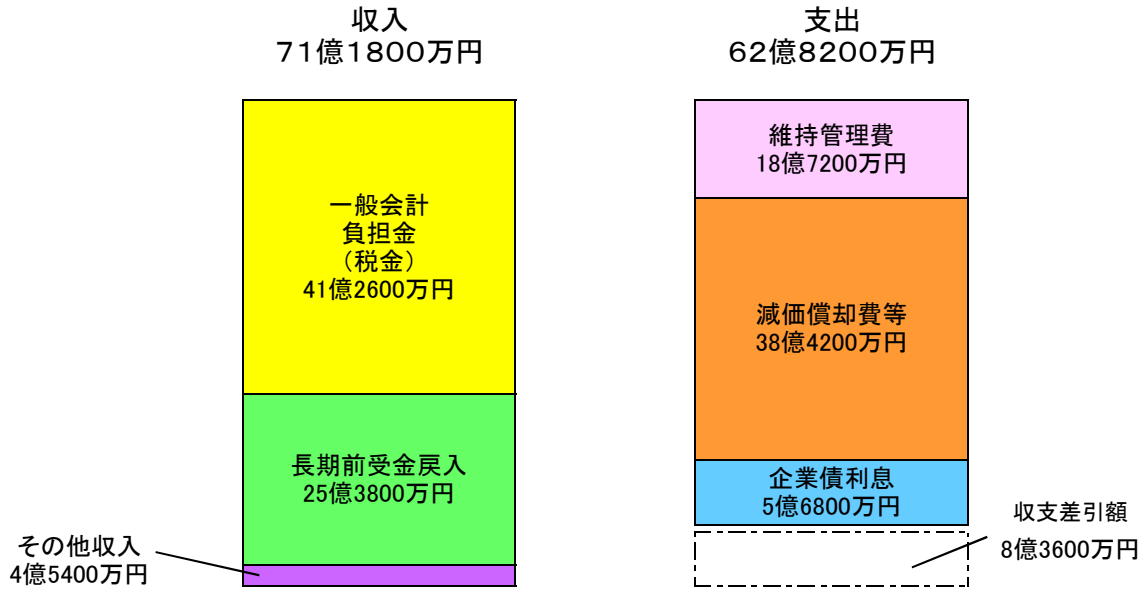 収入
71億1800万円
一般会計
負担金
（税金）
41億2600万円
長期前受金戻入
25億3800万円
その他収入
4億5400万円
支出
62億8200万円
維持管理費
18億7200万円
減価償却費等
38億4200万円
企業債利息
5億6800万円
収支差引額
8億3600万円